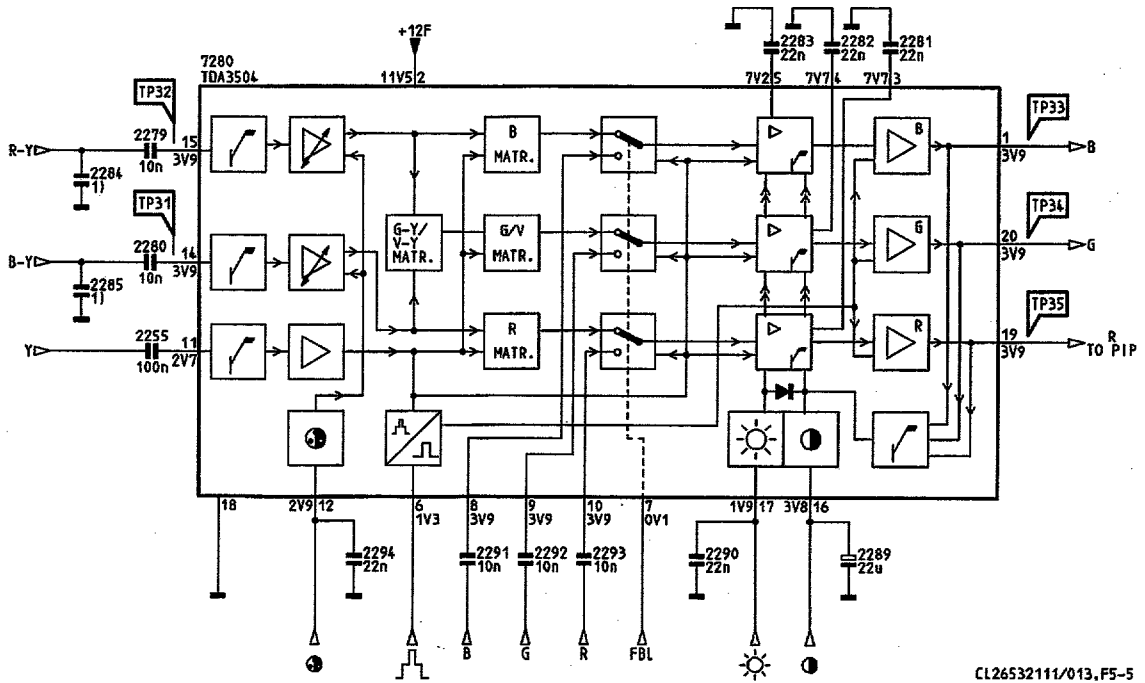 +12F
7280
TDA3504
11V5 2
2283
22n
2282
22n
2281
22n
7V2 5
7V7 4
7V7 3
TP32
2279
10n
15
3V9
R-Y
2284
1)
TP31
2280
10n
14
3V9
B-Y
2285
1)
2255
100n
11
2V7
Y
B
MATR.
G-Y/
V-Y
MATR.
G/V
MATR.
R
MATR.
B
G
R
TP33
1
3V9
B
TP34
20
3V9
G
TP35
19
3V9
R
TO PIP
18
2V9 12
6
1V3
8
3V9
9
3V9
10
3V9
7
0V1
1V9 17
3V8 16
2294
22n
2291
10n
2292
10n
2293
10n
2290
22n
2289
22u
B
G
R
FBL
CL26532111/013,F5-5